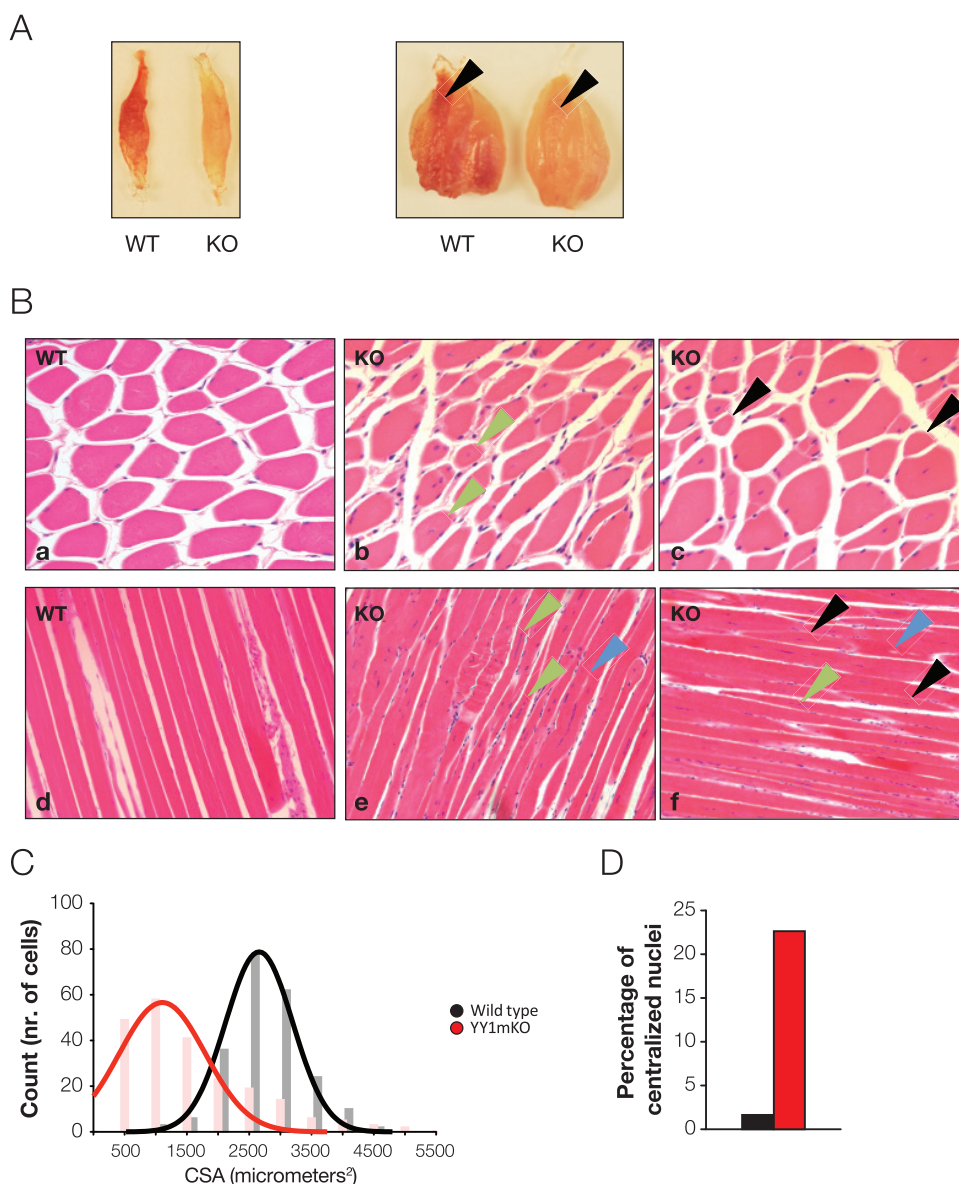 A
WT KO
WT KO
B
WT KO KO
a b c
WT KO KO
d e f
C
Count (nr. of cells)
100
80
60
40
20
0
500 1500 2500 3500 4500 5500
CSA (micrometers²)
Wild type
YY1mKO
D
Percentage of
centralized nuclei
25
20
15
10
5
0